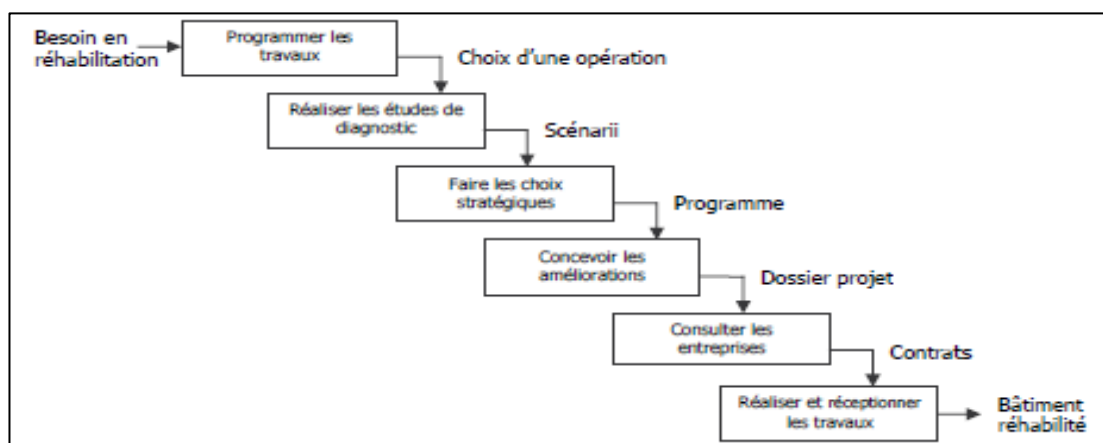 Besoin en
réhabilitation
Programmer les
travaux
Choix d'une opération
Réaliser les études de
diagnostic
Scénarii
Faire les choix
stratégiques
Programme
Concevoir les
améliorations
Dossier projet
Consulter les
entreprises
Contrats
Réaliser et réceptionner
les travaux
Bâtiment
réhabilité